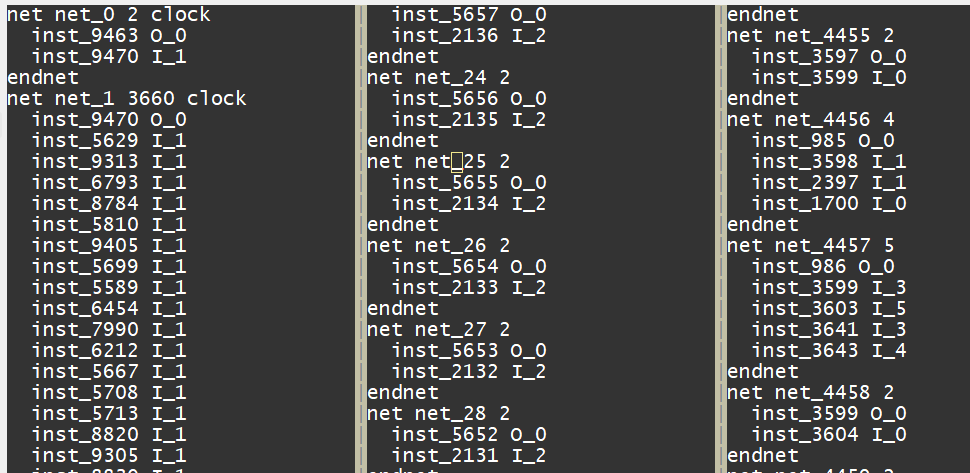 net net_0 2 clock
  inst_9463 O_0
  inst_9470 I_1
endnet
net net_1 3660 clock
  inst_9470 O_0
  inst_5629 I_1
  inst_9313 I_1
  inst_6793 I_1
  inst_8784 I_1
  inst_5810 I_1
  inst_9405 I_1
  inst_5699 I_1
  inst_5589 I_1
  inst_6454 I_1
  inst_7990 I_1
  inst_6212 I_1
  inst_5667 I_1
  inst_5708 I_1
  inst_5713 I_1
  inst_8820 I_1
  inst_9305 I_1
  inst_5657 O_0
  inst_2136 I_2
endnet
net net_24 2
  inst_5656 O_0
  inst_2135 I_2
endnet
net net_25 2
  inst_5655 O_0
  inst_2134 I_2
endnet
net net_26 2
  inst_5654 O_0
  inst_2133 I_2
endnet
net net_27 2
  inst_5653 O_0
  inst_2132 I_2
endnet
net net_28 2
  inst_5652 O_0
  inst_2131 I_2
endnet
endnet
net net_4455 2
  inst_3597 O_0
  inst_3599 I_0
endnet
net net_4456 4
  inst_985 O_0
  inst_3598 I_1
  inst_2397 I_1
  inst_1700 I_0
endnet
net net_4457 5
  inst_986 O_0
  inst_3599 I_3
  inst_3603 I_5
  inst_3641 I_3
  inst_3643 I_4
endnet
net net_4458 2
  inst_3599 O_0
  inst_3604 I_0
endnet